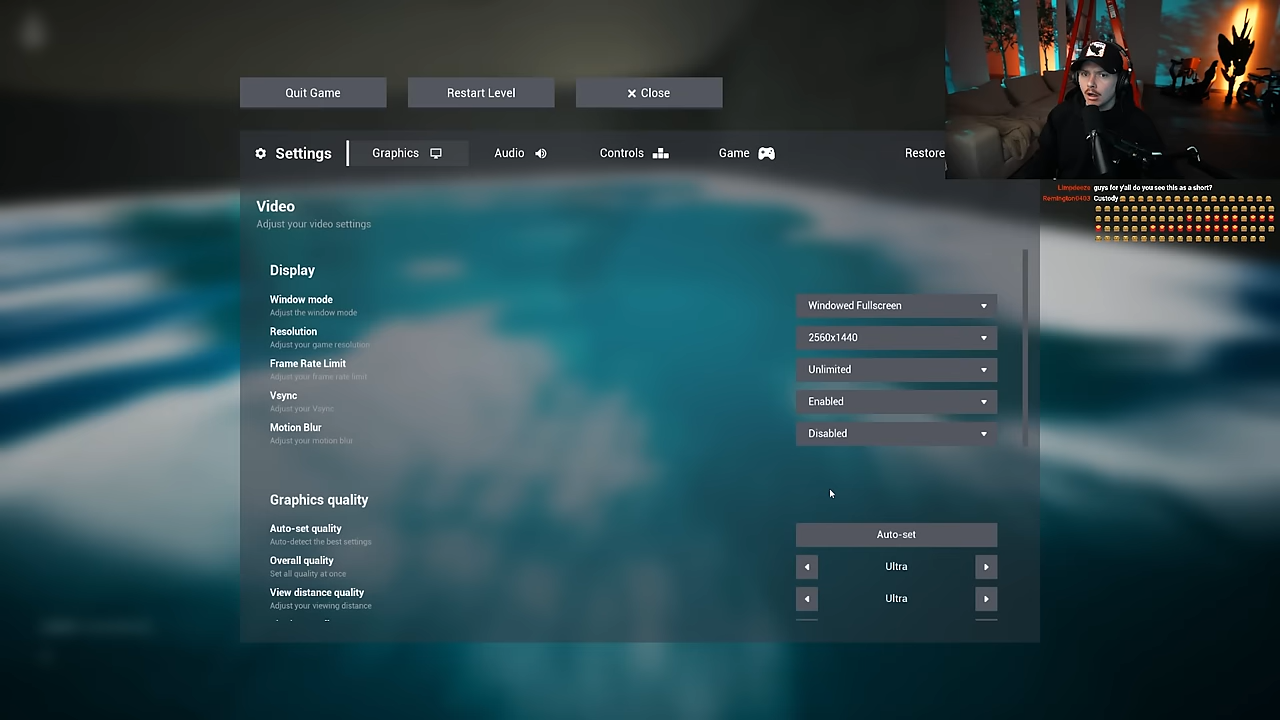 Quit Game
Restart Level
Close
Settings
Graphics
Audio
Controls
Game
Restore
Video
Adjust your video settings
Display
Window mode
Adjust the window mode
Windowed Fullscreen
Resolution
Adjust your game resolution
2560x1440
Frame Rate Limit
Adjust your frame rate limit
Unlimited
Vsync
Adjust your Vsync
Enabled
Motion Blur
Adjust your motion blur
Disabled
Graphics quality
Auto-set quality
Auto-detect the best settings
Auto-set
Overall quality
Set all quality at once
Ultra
View distance quality
Adjust your viewing distance
Ultra
guys for y'all do you see this as a short?
Remington0403 Custody